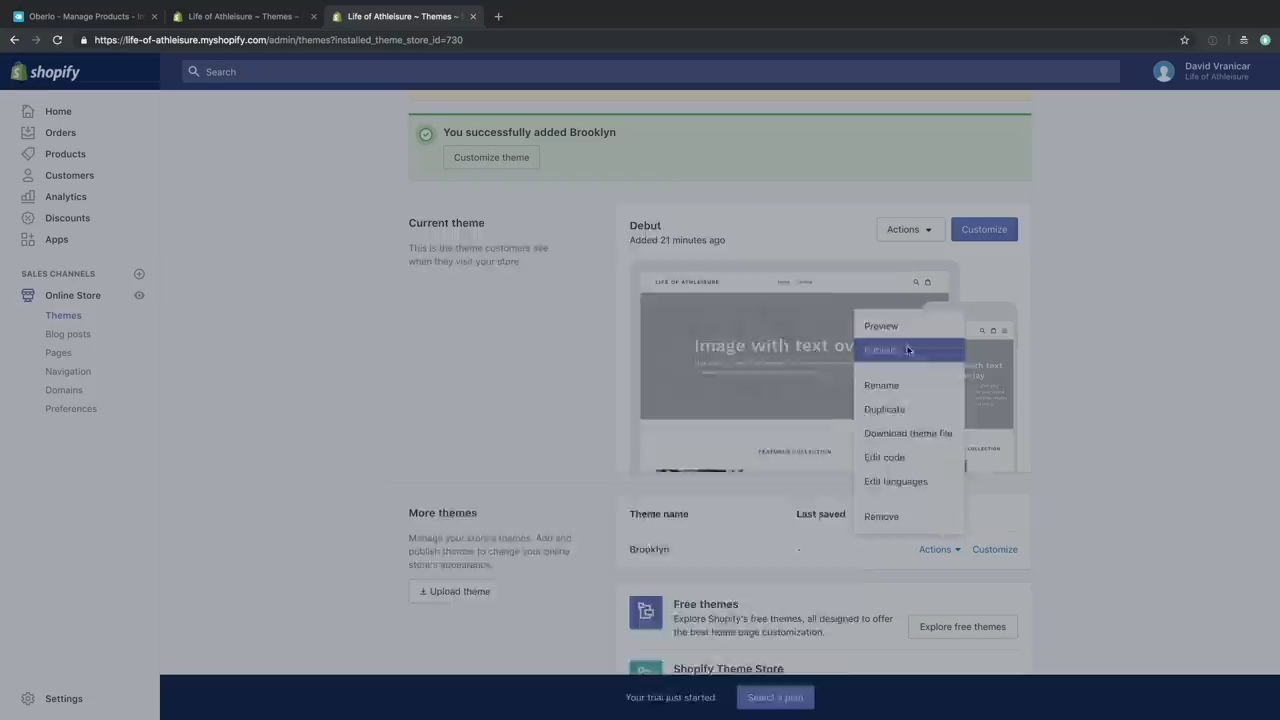 Oberlo - Manage Products - I
Life of Athleisure ~ Themes ~
Life of Athleisure ~ Themes ~
https://life-of-athleisure.myshopify.com/admin/themes?installed_theme_store_id=730
shopify
Search
David Vranicar
Life of Athleisure
Home
Orders
Products
Customers
Analytics
Discounts
Apps
SALES CHANNELS
Online Store
Themes
Blog posts
Pages
Navigation
Domains
Preferences
Settings
You successfully added Brooklyn
Customize theme
Current theme
This is the theme customers see
when they visit your store
Debut
Added 21 minutes ago
Actions
Customize
LIFE OF ATHLEISURE
Image with text ov
FEATURED COLLECTION
COLLECTION
Preview
Publish
Rename
Duplicate
Download theme file
Edit code
Edit languages
Remove
More themes
Manage your store's themes. Add and
publish themes to change your online
store's appearance.
Upload theme
Theme name
Last saved
Brooklyn
-
Actions
Customize
Free themes
Explore Shopify's free themes, all designed to offer
the best home page customization.
Explore free themes
Shopify Theme Store
Your trial just started
Select a plan